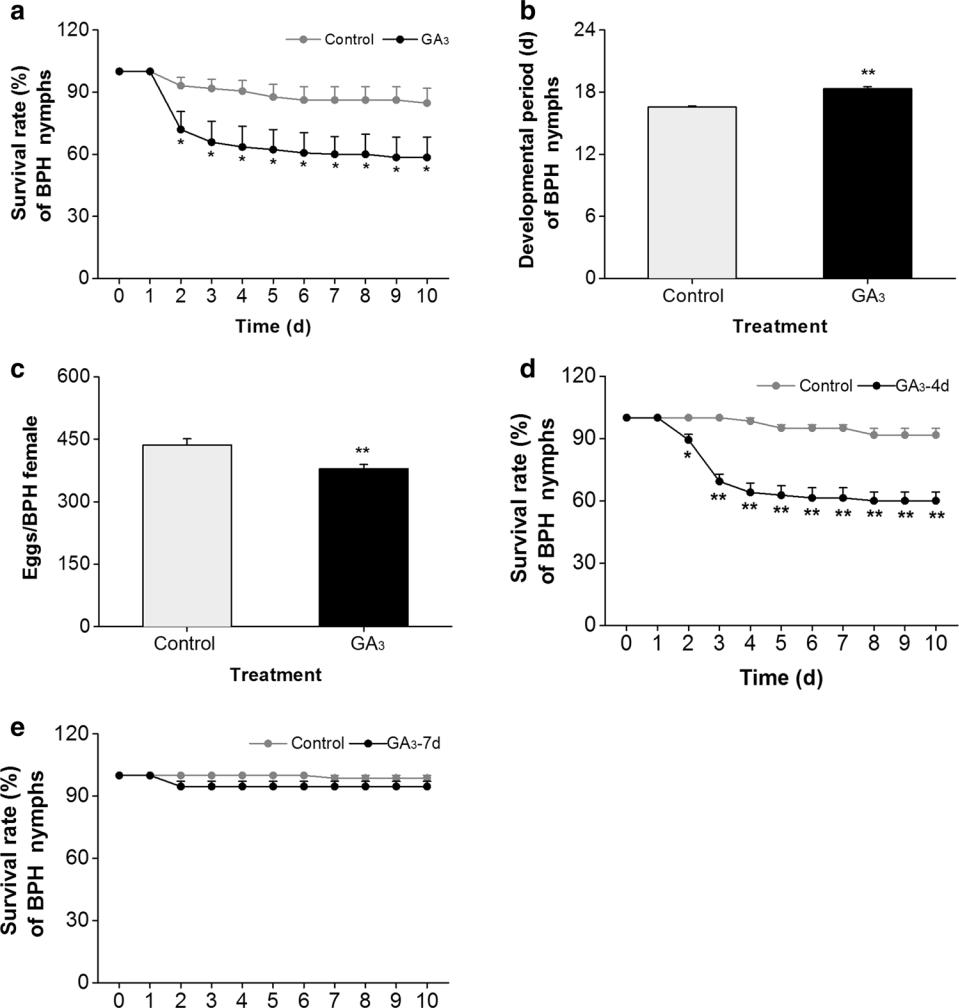 a
120
90
60
30
0
Survival rate (%)
of BPH nymphs
Control
GA3
*
*
*
*
*
*
*
*
*
0 1 2 3 4 5 6 7 8 9 10
Time (d)
b
24
18
12
6
0
Developmental period (d)
of BPH nymphs
**
Control
GA3
Treatment
c
600
450
300
150
0
Eggs/BPH female
**
Control
GA3
Treatment
d
120
90
60
30
0
Survival rate (%)
of BPH nymphs
Control
GA3-4d
*
**
**
**
**
**
**
**
**
0 1 2 3 4 5 6 7 8 9 10
Time (d)
e
120
90
60
30
0
Survival rate (%)
of BPH nymphs
Control
GA3-7d
0 1 2 3 4 5 6 7 8 9 10